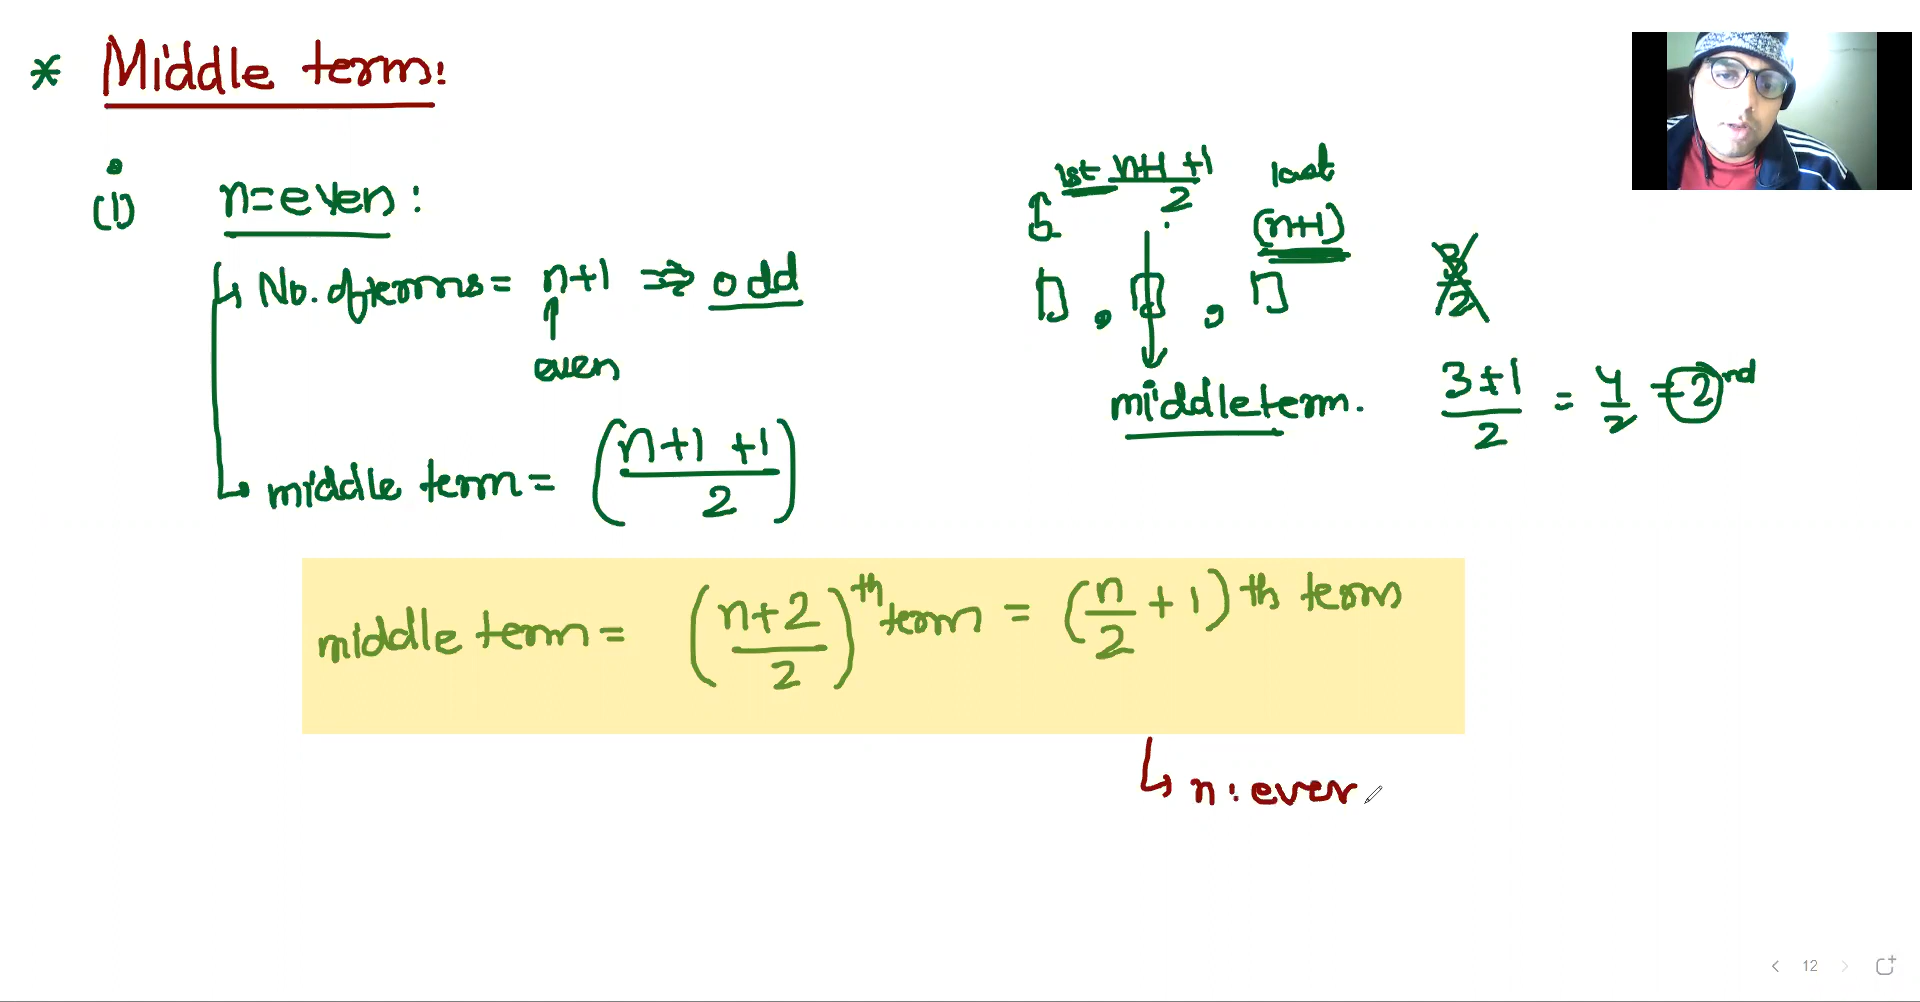 * Middle term:
(i) n=even :
↳ No. of terms = n+1 ⇒ odd
↑
even
↳ middle term = ((n+1 +1)/2)
1st (n+1 +1)/2 last
(n+1)
[], [], []
middle term.
(3+1)/2 = 4/2 = 2nd
middle term = ((n+2)/2)th term = (n/2 + 1)th term
↳ n : ever
12